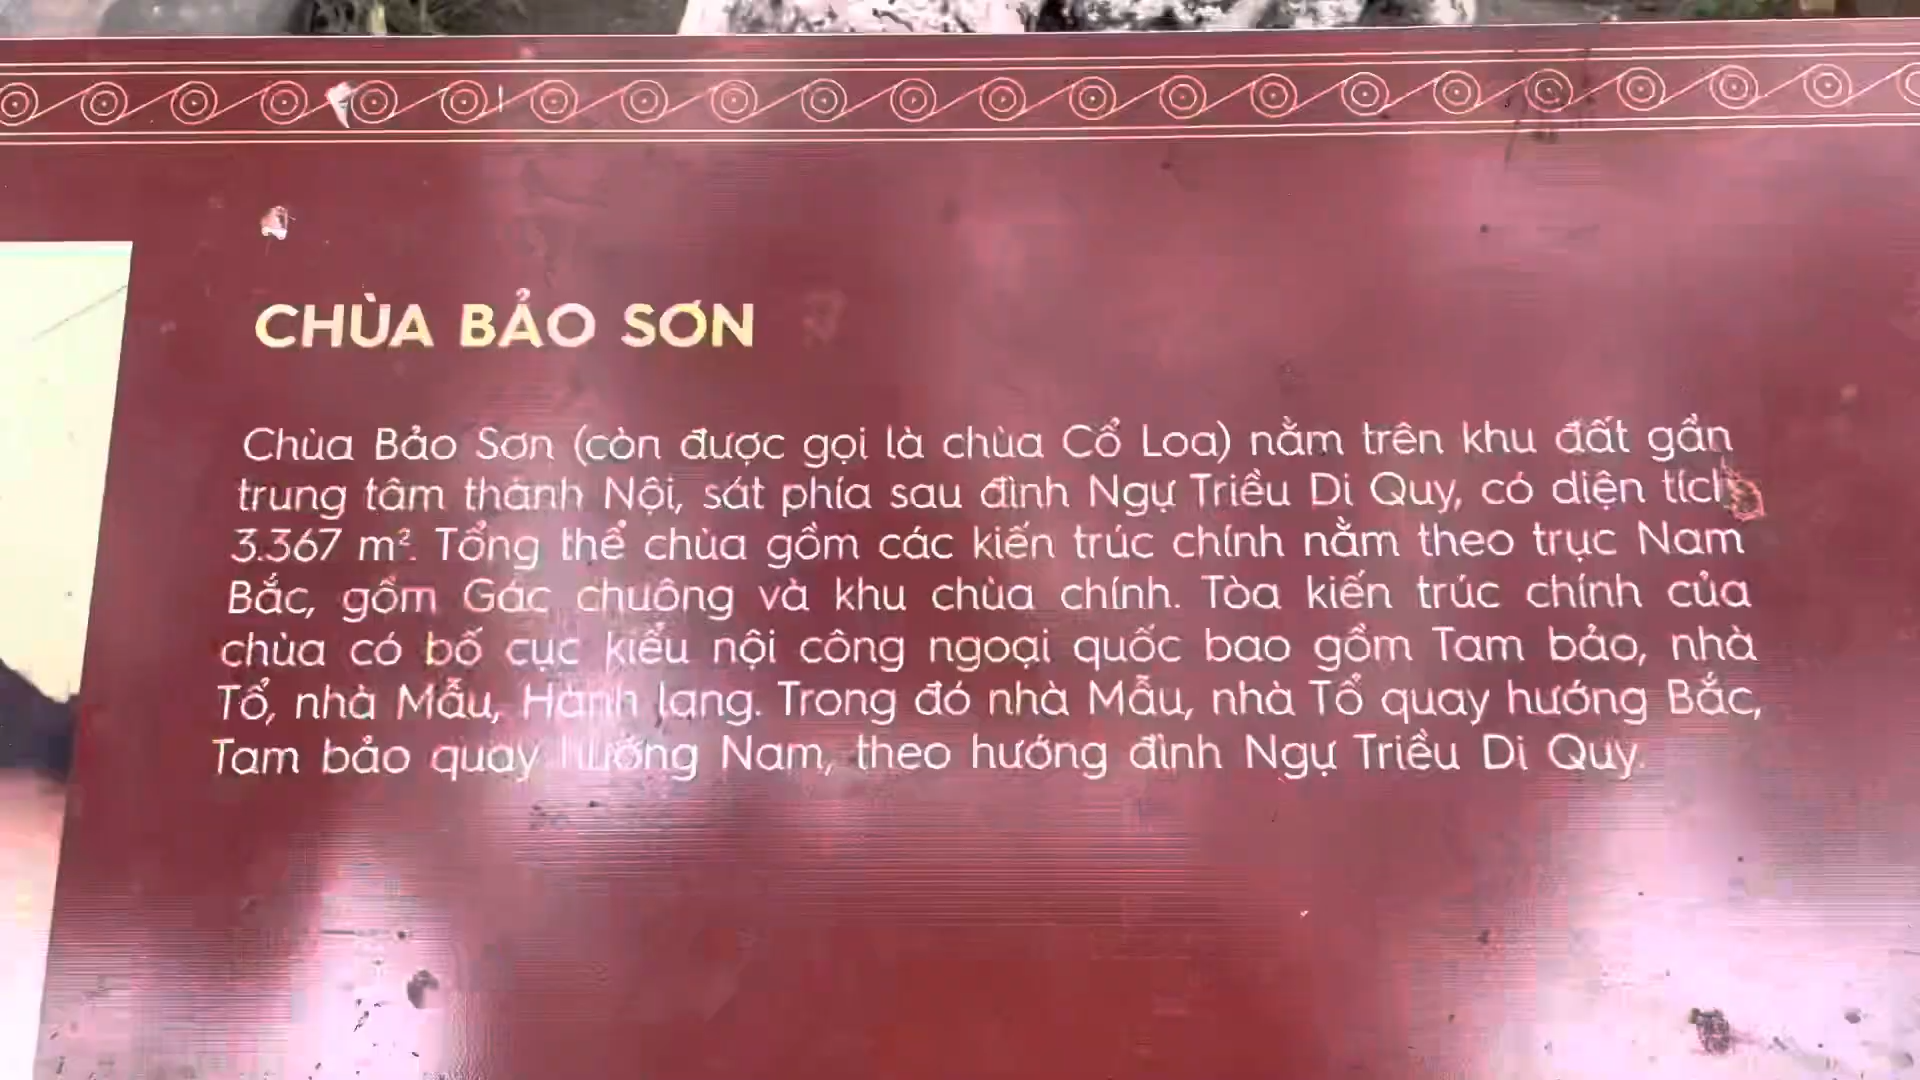 CHÙA BẢO SƠN
Chùa Bảo Sơn (còn được gọi là chùa Cổ Loa) nằm trên khu đất gần
trung tâm thành Nội, sát phía sau đình Ngự Triều Di Quy, có diện tích
3.367 m². Tổng thể chùa gồm các kiến trúc chính nằm theo trục Nam
Bắc, gồm Gác chuông và khu chùa chính. Tòa kiến trúc chính của
chùa có bố cục kiểu nội công ngoại quốc bao gồm Tam bảo, nhà
Tổ, nhà Mẫu, Hành lang. Trong đó nhà Mẫu, nhà Tổ quay hướng Bắc,
Tam bảo quay hướng Nam, theo hướng đình Ngự Triều Di Quy.